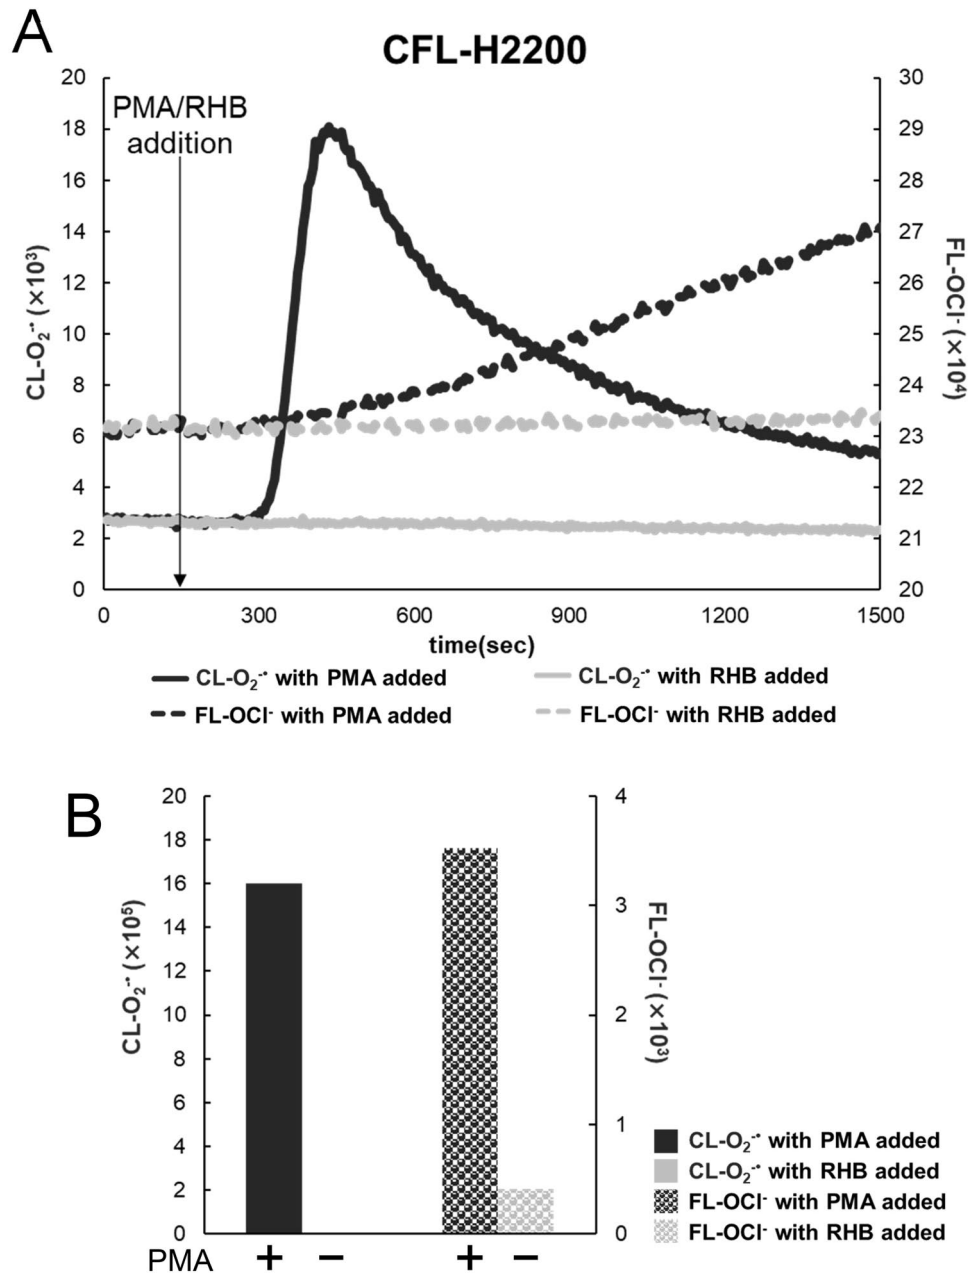 A
CFL-H2200
20
18
16
14
12
10
8
6
4
2
0
CL-O₂⁻• (×10³)
PMA/RHB
addition
30
29
28
27
26
25
24
23
22
21
20
FL-OCl⁻ (×10⁴)
0 300 600 900 1200 1500
time(sec)
CL-O₂⁻• with PMA added
CL-O₂⁻• with RHB added
FL-OCl⁻ with PMA added
FL-OCl⁻ with RHB added
B
20
18
16
14
12
10
8
6
4
2
0
CL-O₂⁻• (×10⁵)
4
3
2
1
0
FL-OCl⁻ (×10³)
PMA + − + −
CL-O₂⁻• with PMA added
CL-O₂⁻• with RHB added
FL-OCl⁻ with PMA added
FL-OCl⁻ with RHB added